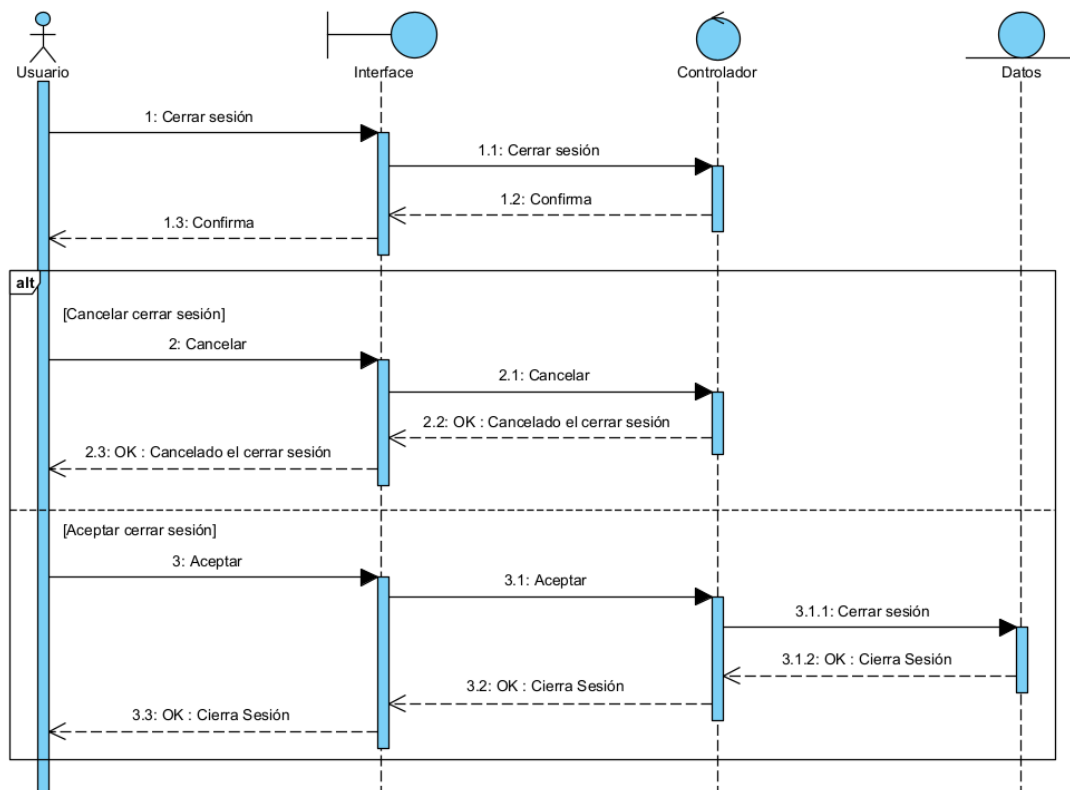 Usuario
Interface
Controlador
Datos
1: Cerrar sesión
1.1: Cerrar sesión
1.2: Confirma
1.3: Confirma
alt
[Cancelar cerrar sesión]
2: Cancelar
2.1: Cancelar
2.2: OK : Cancelado el cerrar sesión
2.3: OK : Cancelado el cerrar sesión
[Aceptar cerrar sesión]
3: Aceptar
3.1: Aceptar
3.1.1: Cerrar sesión
3.1.2: OK : Cierra Sesión
3.2: OK : Cierra Sesión
3.3: OK : Cierra Sesión